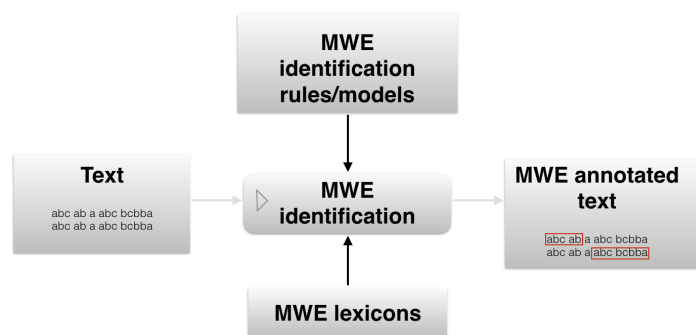 MWE
identification
rules/models
Text
abc ab a abc bcbba
abc ab a abc bcbba
MWE
identification
MWE annotated
text
abc ab a abc bcbba
abc ab a abc bcbba
MWE lexicons